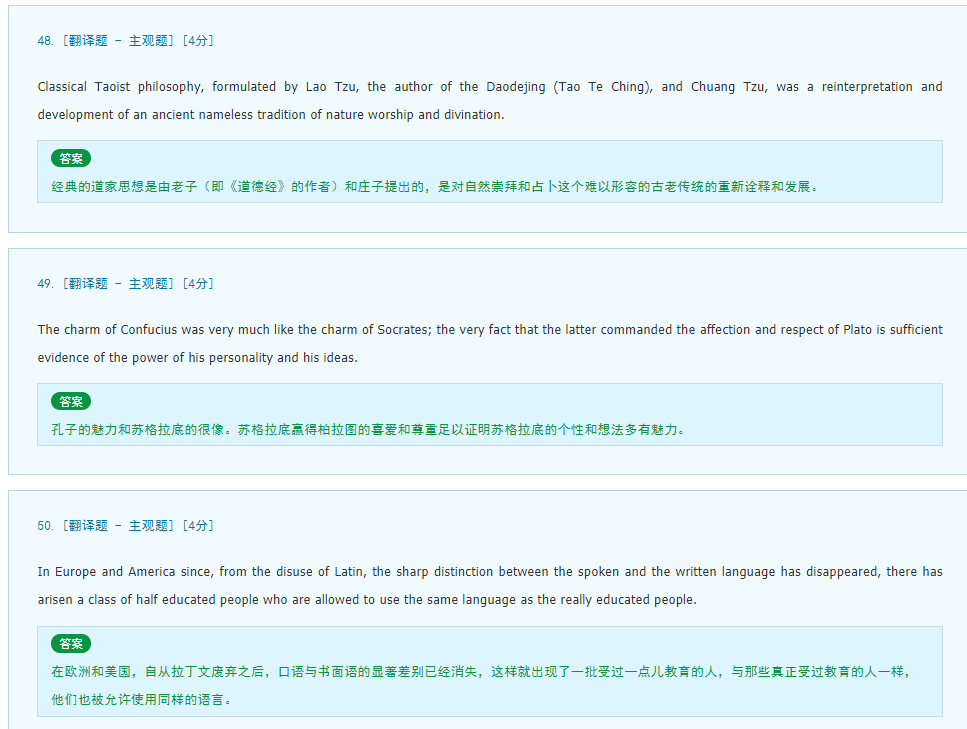 48. [翻译题 - 主观题] [4分]
Classical Taoist philosophy, formulated by Lao Tzu, the author of the Daodejing (Tao Te Ching), and Chuang Tzu, was a reinterpretation and
development of an ancient nameless tradition of nature worship and divination.
答案
经典的道家思想是由老子（即《道德经》的作者）和庄子提出的，是对自然崇拜和占卜这个难以形容的古老传统的重新诠释和发展。
49. [翻译题 - 主观题] [4分]
The charm of Confucius was very much like the charm of Socrates; the very fact that the latter commanded the affection and respect of Plato is sufficient
evidence of the power of his personality and his ideas.
答案
孔子的魅力和苏格拉底的很像。苏格拉底赢得柏拉图的喜爱和尊重足以证明苏格拉底的个性和想法多有魅力。
50. [翻译题 - 主观题] [4分]
In Europe and America since, from the disuse of Latin, the sharp distinction between the spoken and the written language has disappeared, there has
arisen a class of half educated people who are allowed to use the same language as the really educated people.
答案
在欧洲和美国，自从拉丁文废弃之后，口语与书面语的显著差别已经消失，这样就出现了一批受过一点儿教育的人，与那些真正受过教育的人一样，
他们也被允许使用同样的语言。